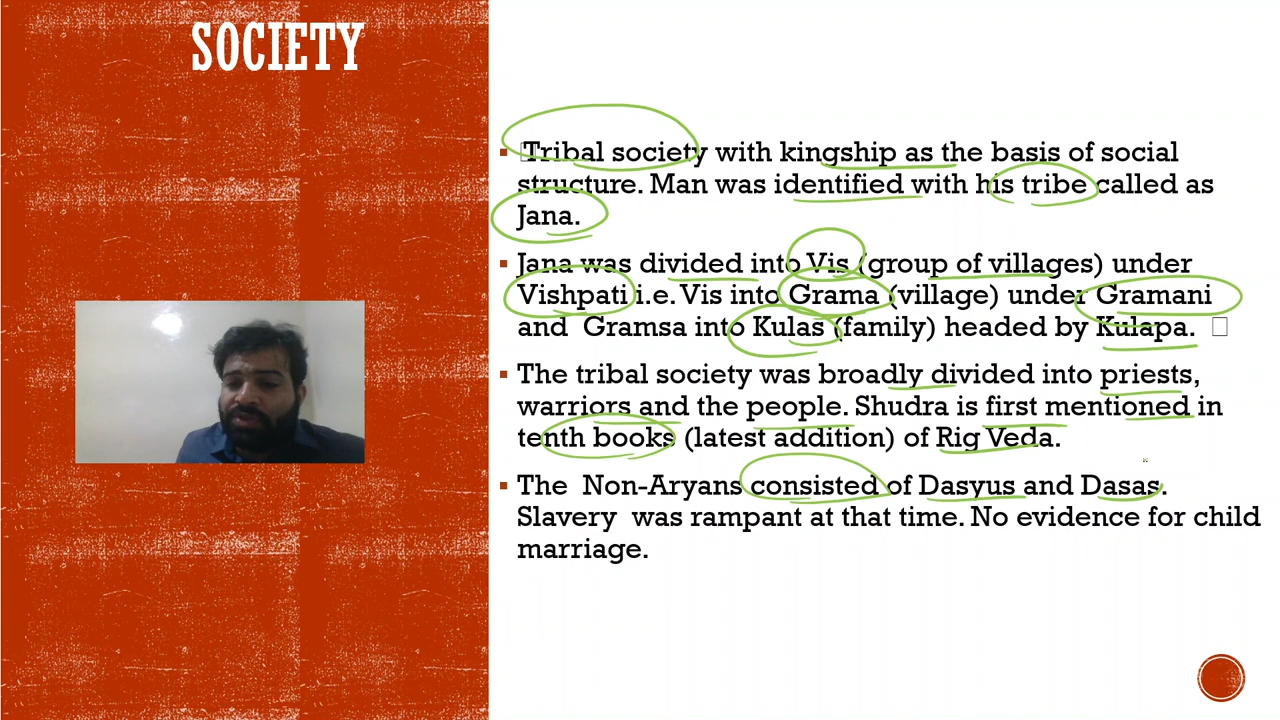 SOCIETY
Tribal society with kingship as the basis of social
structure. Man was identified with his tribe called as
Jana.
Jana was divided into Vis (group of villages) under
Vishpati i.e. Vis into Grama (village) under Gramani
and Gramsa into Kulas (family) headed by Kulapa.
The tribal society was broadly divided into priests,
warriors and the people. Shudra is first mentioned in
tenth books (latest addition) of Rig Veda.
The Non-Aryans consisted of Dasyus and Dasas.
Slavery was rampant at that time. No evidence for child
marriage.